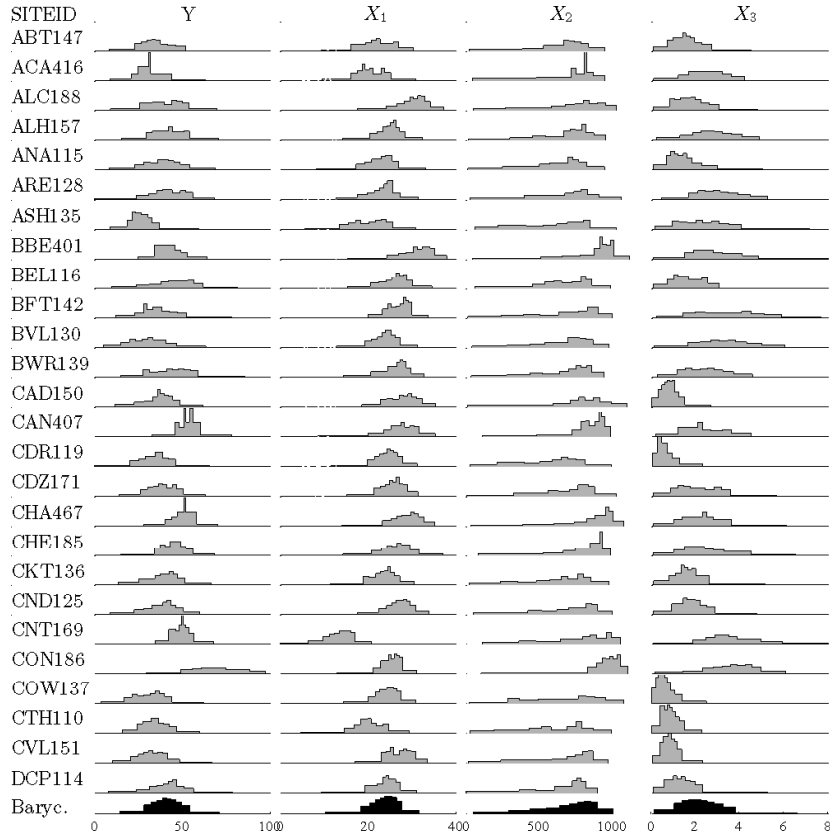 SITEID Y X₁ X₂ X₃
ABT147
ACA416
ALC188
ALH157
ANA115
ARE128
ASH135
BBE401
BEL116
BFT142
BVL130
BWR139
CAD150
CAN407
CDR119
CDZ171
CHA467
CHE185
CKT136
CND125
CNT169
CON186
COW137
CTH110
CVL151
DCP114
Baryc.
0 50 100 0 20 40 0 500 1000 0 2 4 6 8